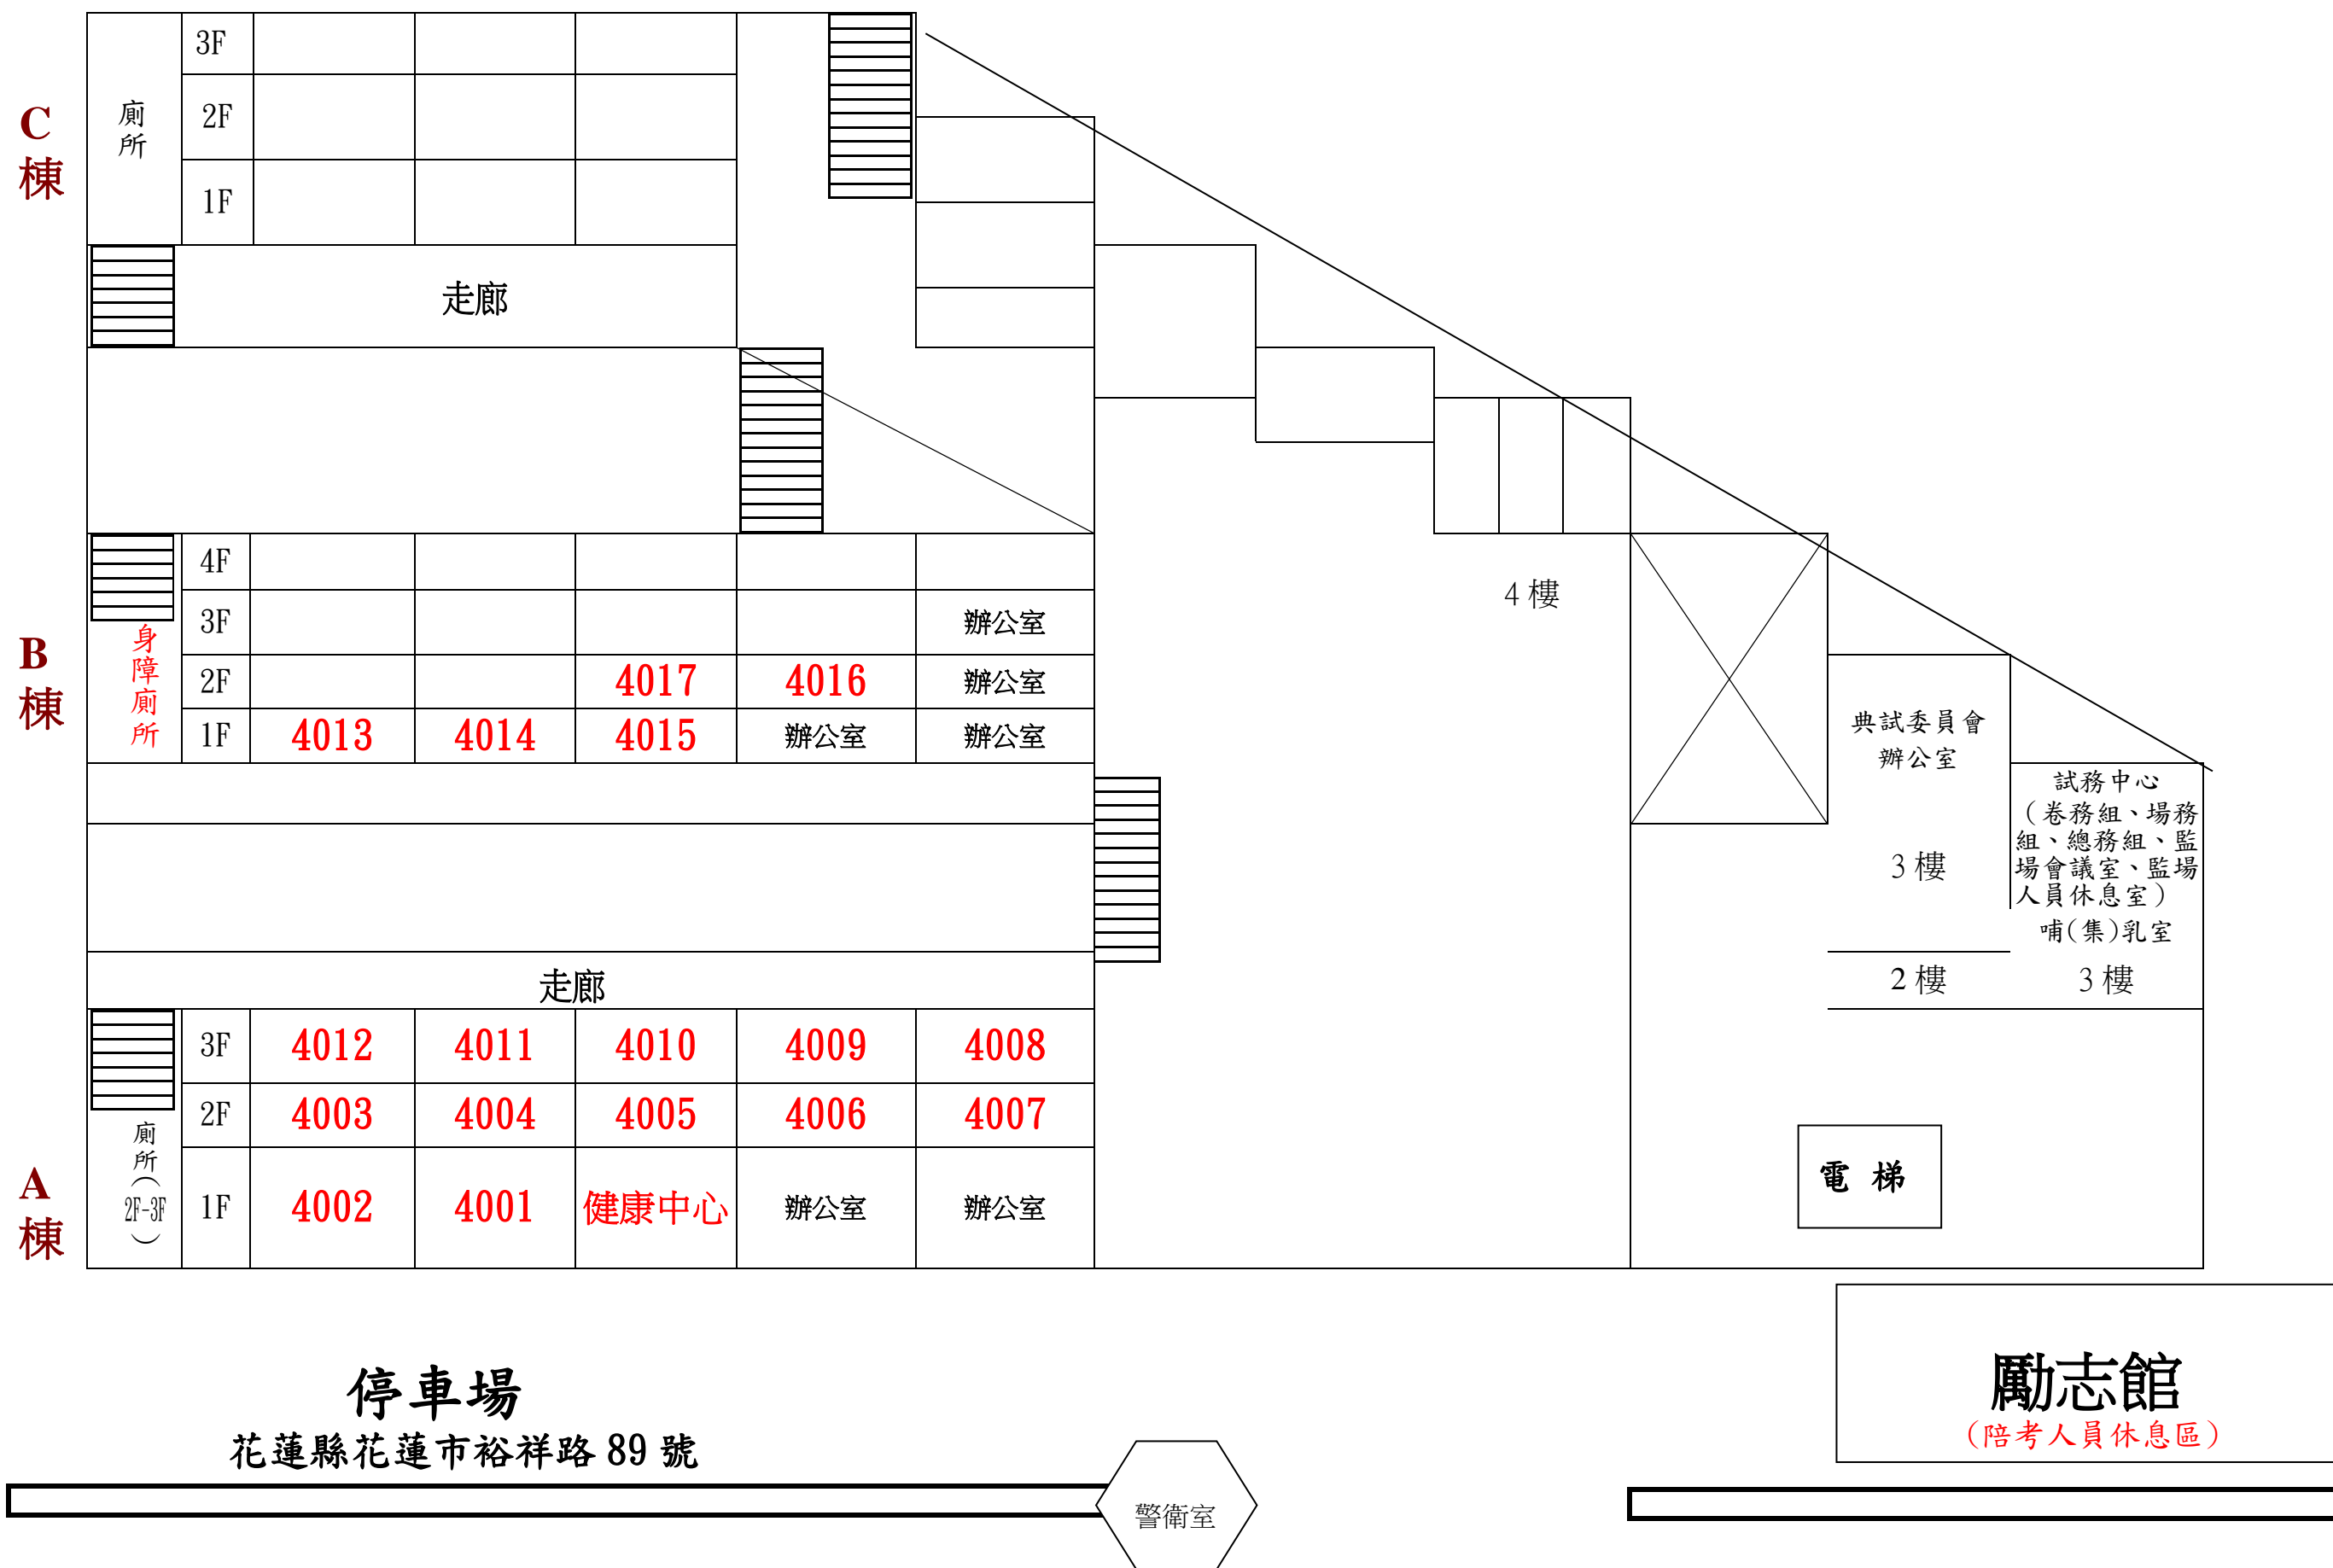 C
棟
廁
所
3F
2F
1F
走廊
B
棟
身
障
廁
所
4F
3F 辦公室
2F 4017 4016 辦公室
1F 4013 4014 4015 辦公室 辦公室
4 樓
典試委員會
辦公室
3 樓
2 樓
試務中心
（卷務組、場務
組、總務組、監
場會議室、監場
人員休息室）
哺(集)乳室
3 樓
走廊
A
棟
廁
所
︵
2F-3F
︶
3F 4012 4011 4010 4009 4008
2F 4003 4004 4005 4006 4007
1F 4002 4001 健康中心 辦公室 辦公室
電 梯
停車場
花蓮縣花蓮市裕祥路 89 號
警衛室
勵志館
（陪考人員休息區）